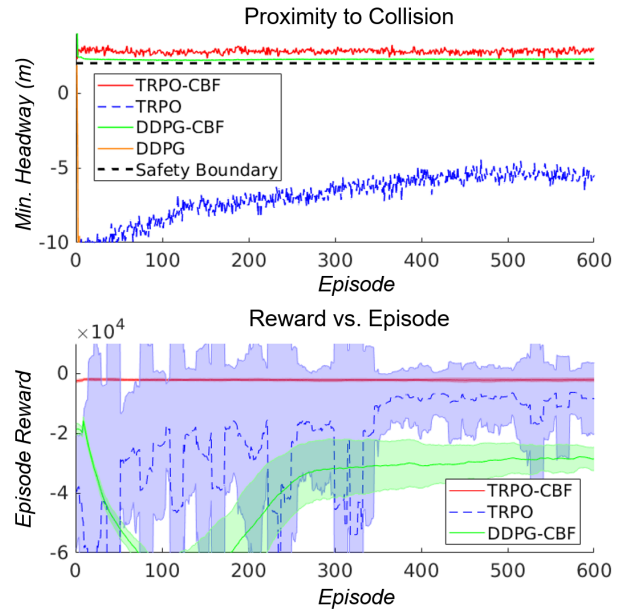 Proximity to Collision
Min. Headway (m)
0
-5
-10
TRPO-CBF
TRPO
DDPG-CBF
DDPG
Safety Boundary
0 100 200 300 400 500 600
Episode
Reward vs. Episode
×10⁴
Episode Reward
0
-2
-4
-6
TRPO-CBF
TRPO
DDPG-CBF
0 100 200 300 400 500 600
Episode